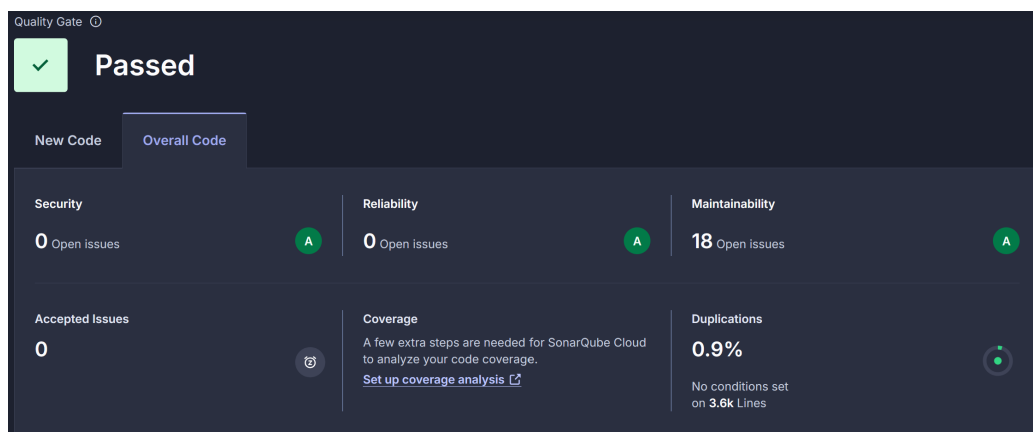 Quality Gate
Passed
New Code
Overall Code
Security
0 Open issues
A
Reliability
0 Open issues
A
Maintainability
18 Open issues
A
Accepted Issues
0
Coverage
A few extra steps are needed for SonarQube Cloud
to analyze your code coverage.
Set up coverage analysis
Duplications
0.9%
No conditions set
on 3.6k Lines